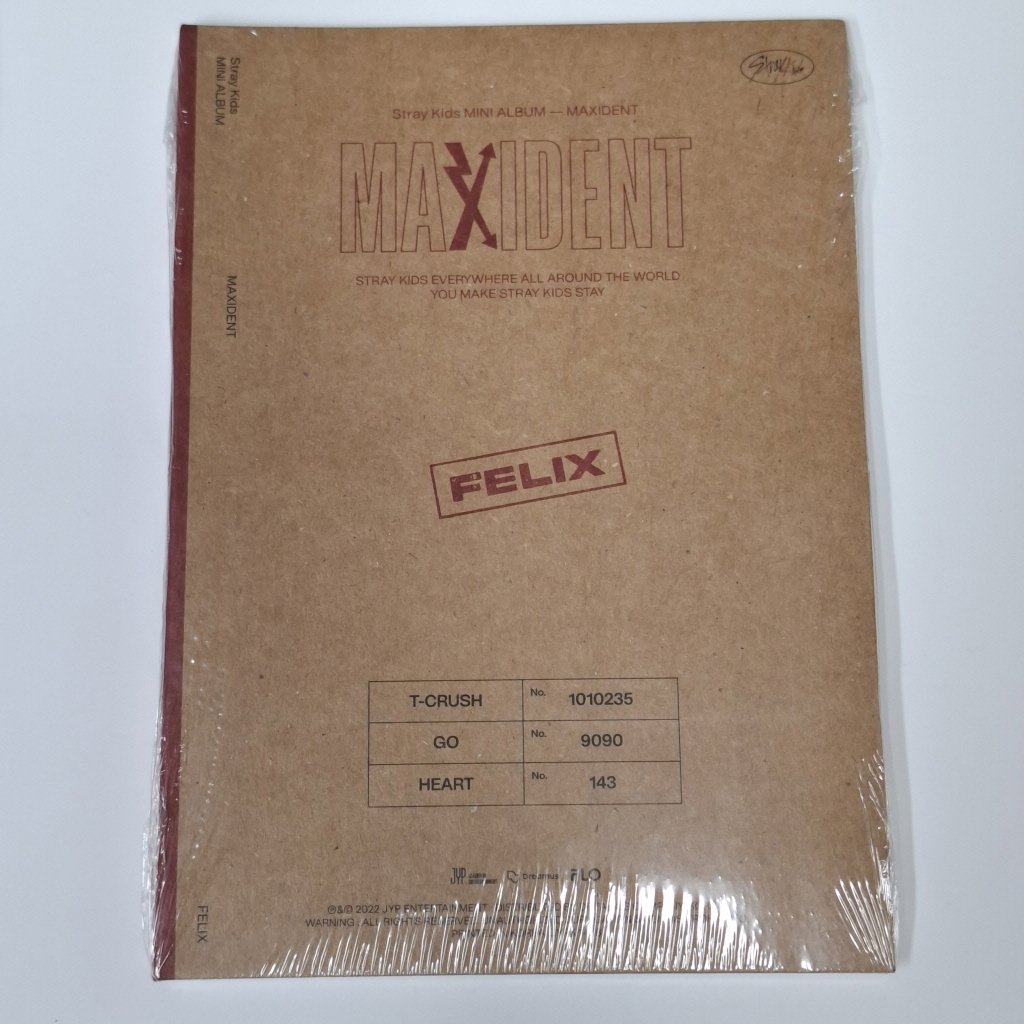 Stray Kids
MINI ALBUM
MAXIDENT
FELIX
Stray Kids
Stray Kids MINI ALBUM — MAXIDENT
MAXIDENT
STRAY KIDS EVERYWHERE ALL AROUND THE WORLD
YOU MAKE STRAY KIDS STAY
FELIX
T-CRUSH No. 1010235
GO No. 9090
HEART No. 143
JYP Dreamus FLO
℗&© 2022 JYP ENTERTAINMENT.
WARNING : ALL RIGHTS RESERVED.